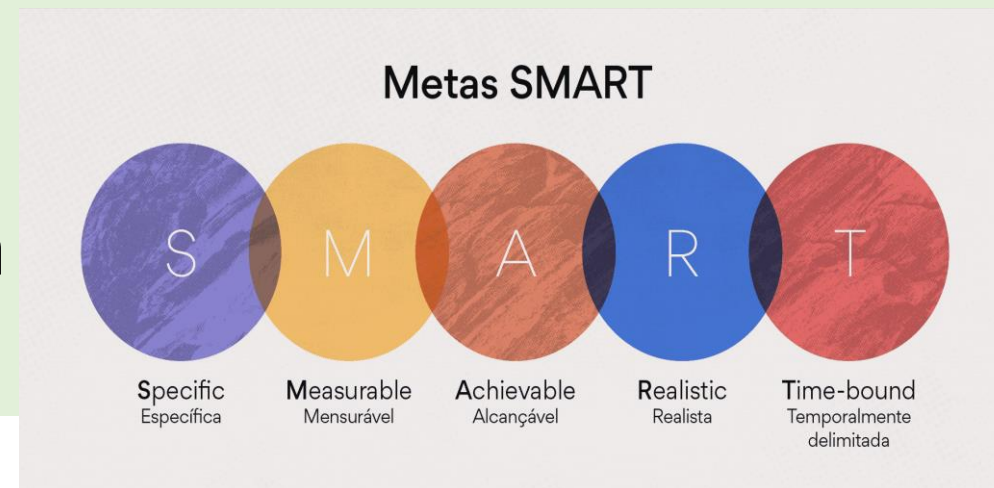 Metas SMART
S M A R T
Specific Measurable Achievable Realistic Time-bound
Específica Mensurável Alcançável Realista Temporalmente
delimitada